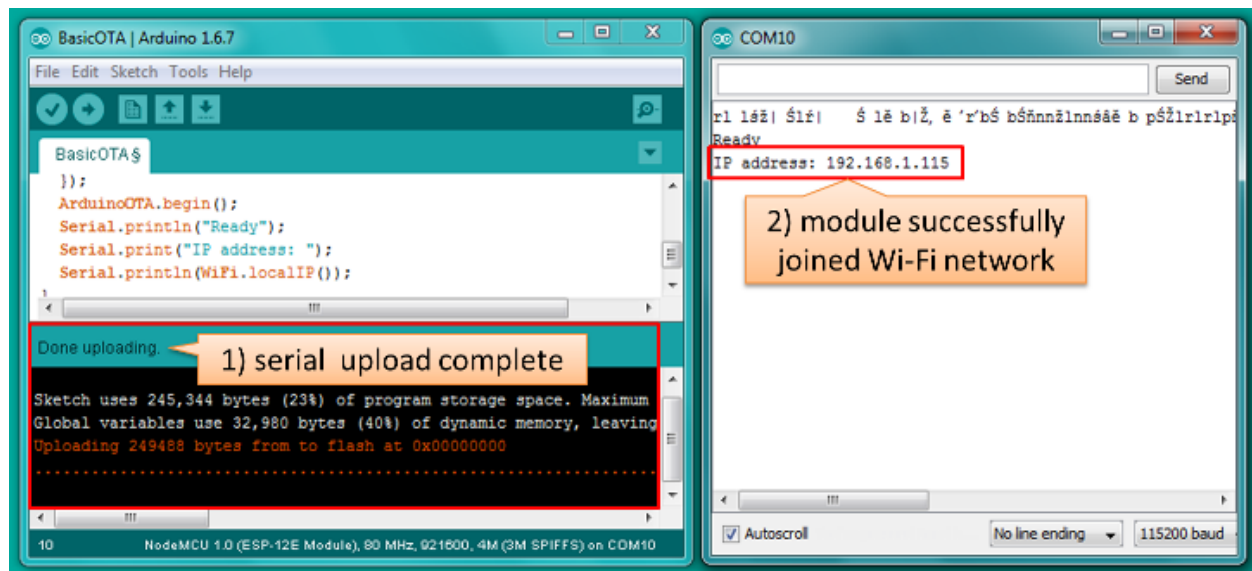 BasicOTA | Arduino 1.6.7
File Edit Sketch Tools Help
BasicOTA§
});
ArduinoOTA.begin();
Serial.println("Ready");
Serial.print("IP address: ");
Serial.println(WiFi.localIP());
Done uploading.
1) serial upload complete
Sketch uses 245,344 bytes (23%) of program storage space. Maximum
Global variables use 32,980 bytes (40%) of dynamic memory, leaving
Uploading 249488 bytes from to flash at 0x00000000
................................................................
10 NodeMCU 1.0 (ESP-12E Module), 80 MHz, 921600, 4M (3M SPIFFS) on COM10
COM10
Send
Ready
IP address: 192.168.1.115
2) module successfully
joined Wi-Fi network
Autoscroll
No line ending
115200 baud